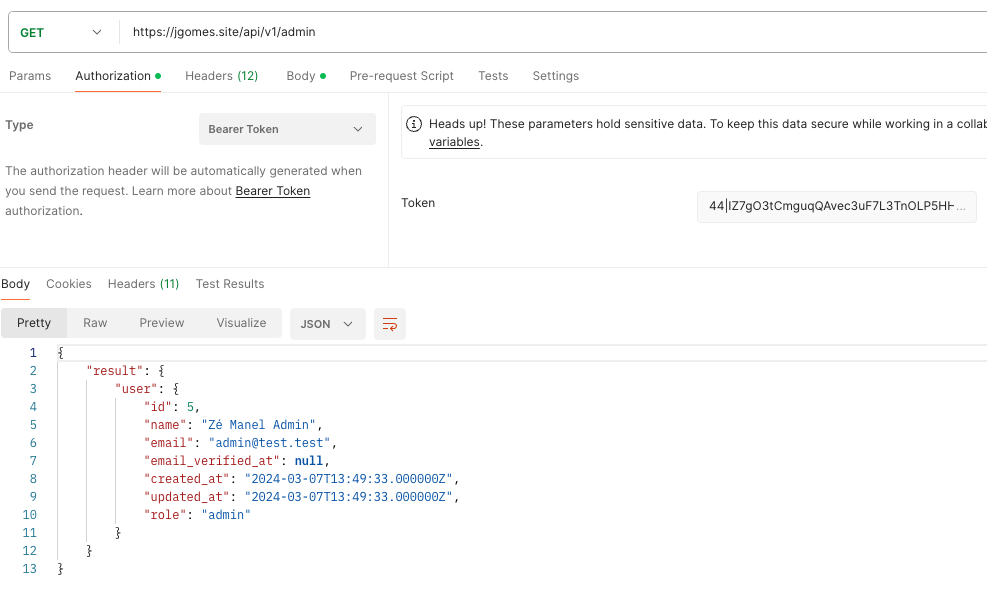 GET https://jgomes.site/api/v1/admin
Params Authorization Headers (12) Body Pre-request Script Tests Settings
Type
Bearer Token
The authorization header will be automatically generated when
you send the request. Learn more about Bearer Token
authorization.
Heads up! These parameters hold sensitive data. To keep this data secure while working in a collab
variables.
Token
44|IZ7gO3tCmguqQAvec3uF7L3TnOLP5HH...
Body Cookies Headers (11) Test Results
Pretty Raw Preview Visualize JSON
1 {
2 "result": {
3 "user": {
4 "id": 5,
5 "name": "Zé Manel Admin",
6 "email": "admin@test.test",
7 "email_verified_at": null,
8 "created_at": "2024-03-07T13:49:33.000000Z",
9 "updated_at": "2024-03-07T13:49:33.000000Z",
10 "role": "admin"
11 }
12 }
13 }